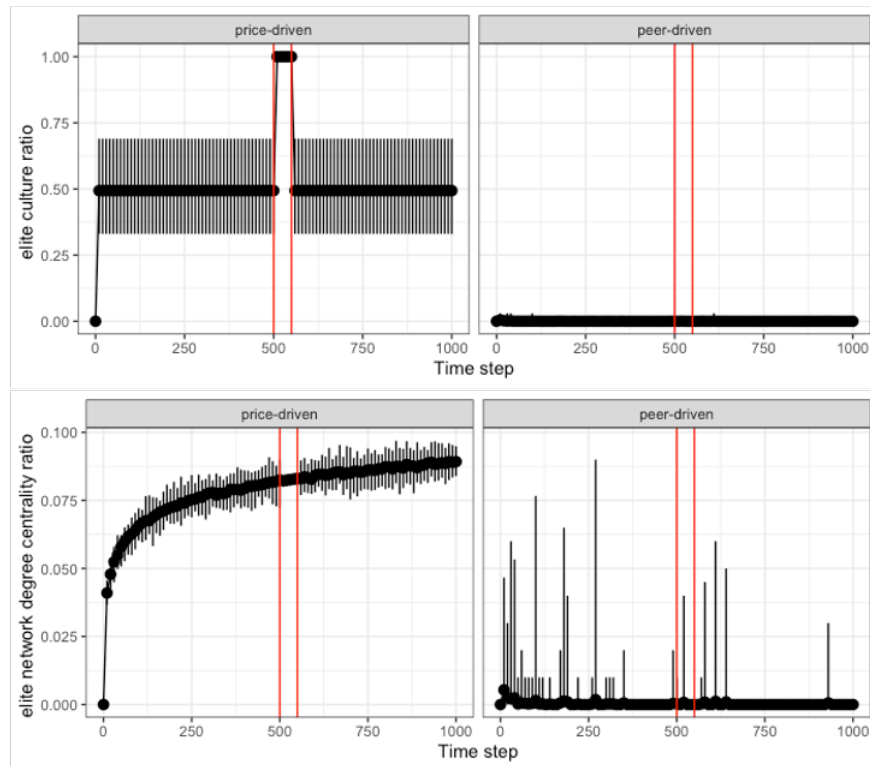 price-driven
peer-driven
elite culture ratio
1.00
0.75
0.50
0.25
0.00
0 250 500 750 1000 0 250 500 750 1000
Time step
price-driven
peer-driven
elite network degree centrality ratio
0.100
0.075
0.050
0.025
0.000
0 250 500 750 1000 0 250 500 750 1000
Time step